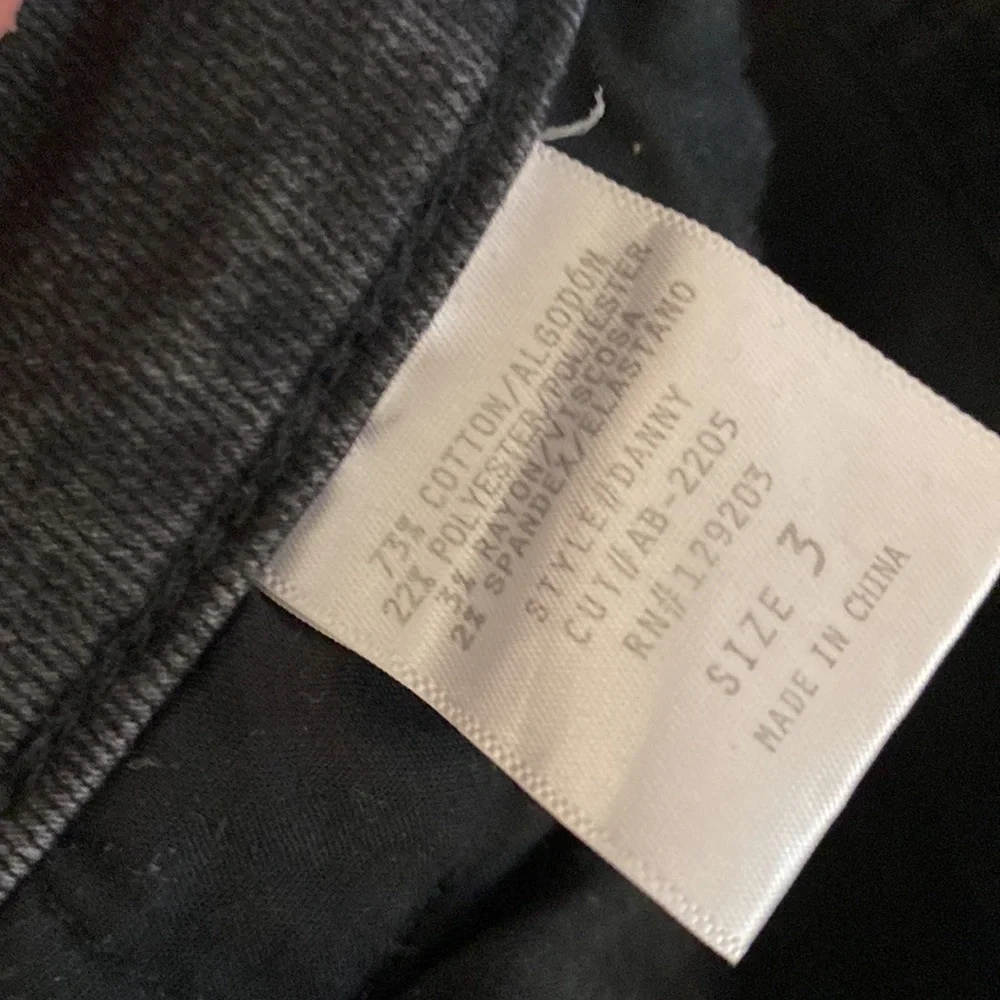 73% COTTON/ALGODÓN
22% POLYESTER/POLIESTER
3% RAYON/VISCOSA
2% SPANDEX/ELASTANO
STYLE#DANNY
CUT#AB-2205
RN#129203
SIZE 3
MADE IN CHINA